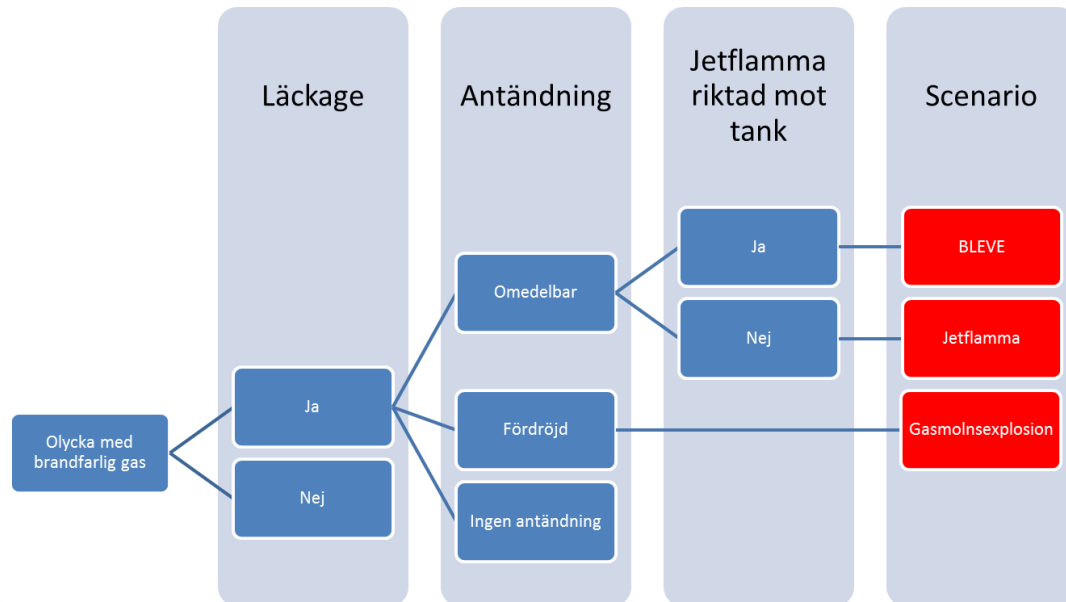 Läckage
Antändning
Jetflamma
riktad mot
tank
Scenario
Olycka med
brandfarlig gas
Ja
Nej
Omedelbar
Fördröjd
Ingen antändning
Ja
Nej
BLEVE
Jetflamma
Gasmolnsexplosion